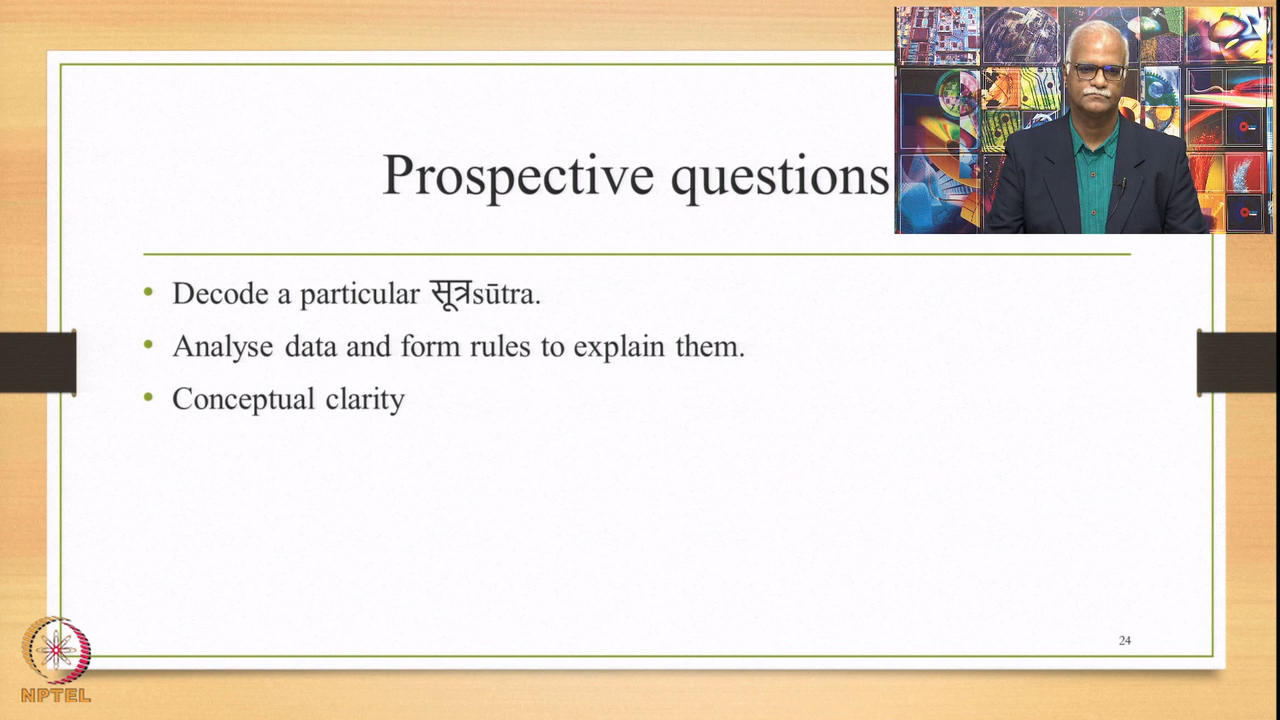 Prospective questions
• Decode a particular सूत्रsūtra.
• Analyse data and form rules to explain them.
• Conceptual clarity
24
NPTEL